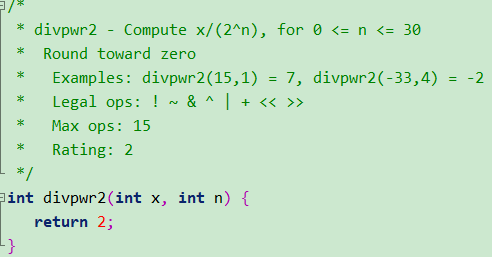 /*
 * divpwr2 - Compute x/(2^n), for 0 <= n <= 30
 *  Round toward zero
 *   Examples: divpwr2(15,1) = 7, divpwr2(-33,4) = -2
 *   Legal ops: ! ~ & ^ | + << >>
 *   Max ops: 15
 *   Rating: 2
 */
int divpwr2(int x, int n) {
   return 2;
}